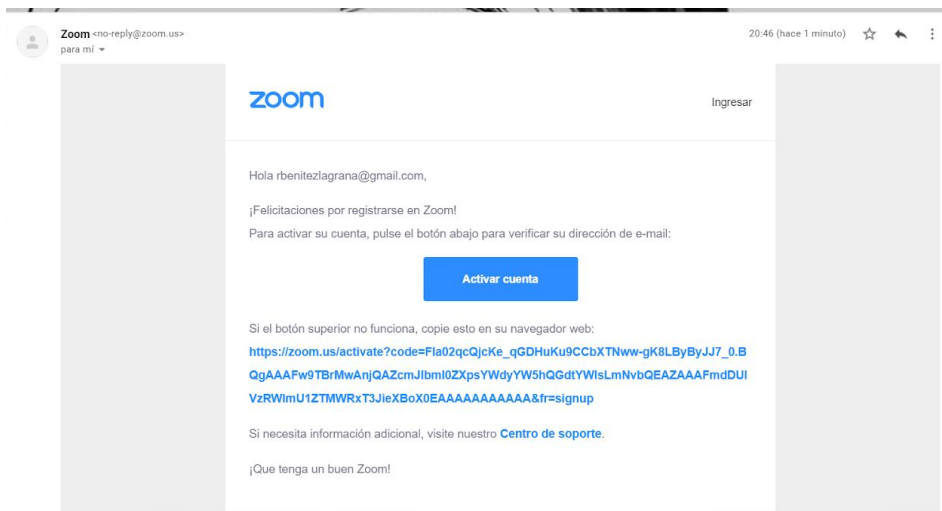 Zoom <no-reply@zoom.us>
20:46 (hace 1 minuto)
para mí
zoom
Ingresar
Hola rbenitezlagrana@gmail.com,
¡Felicitaciones por registrarse en Zoom!
Para activar su cuenta, pulse el botón abajo para verificar su dirección de e-mail:
Activar cuenta
Si el botón superior no funciona, copie esto en su navegador web:
https://zoom.us/activate?code=Fla02qcQjcKe_qGDHuKu9CCbXTNww-gK8LByByJJ7_0.B
QgAAAFw9TBrMwAnjQAZcmJlbml0ZXpsYWdyYW5hQGdtYWlsLmNvbQEAZAAAFmdDUl
VzRWlmU1ZTMWRxT3JieXBoX0EAAAAAAAAAAA&fr=signup
Si necesita información adicional, visite nuestro Centro de soporte.
¡Que tenga un buen Zoom!